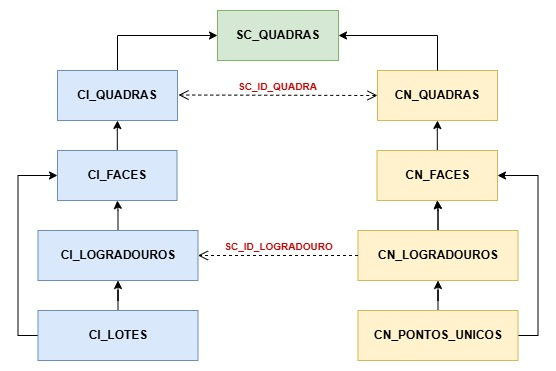 SC_QUADRAS
CI_QUADRAS
SC_ID_QUADRA
CN_QUADRAS
CI_FACES
CN_FACES
CI_LOGRADOUROS
SC_ID_LOGRADOURO
CN_LOGRADOUROS
CI_LOTES
CN_PONTOS_UNICOS